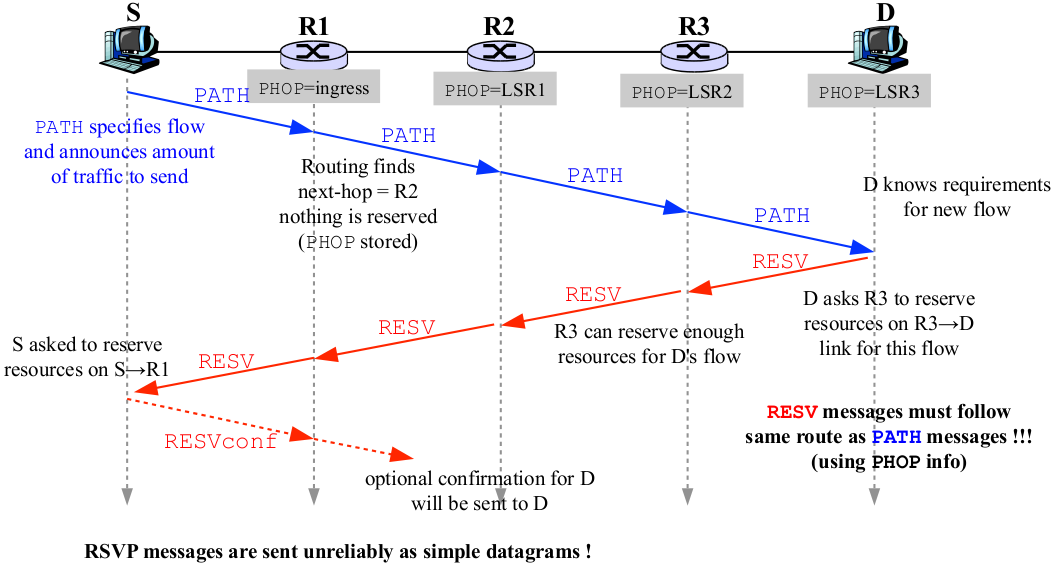 S
R1
R2
R3
D
PHOP=ingress
PHOP=LSR1
PHOP=LSR2
PHOP=LSR3
PATH
PATH specifies flow
and announces amount
of traffic to send
PATH
Routing finds
next-hop = R2
nothing is reserved
(PHOP stored)
PATH
PATH
D knows requirements
for new flow
RESV
D asks R3 to reserve
resources on R3→D
link for this flow
RESV
R3 can reserve enough
resources for D's flow
RESV
RESV
S asked to reserve
resources on S→R1
RESVconf
optional confirmation for D
will be sent to D
RESV messages must follow
same route as PATH messages !!!
(using PHOP info)
RSVP messages are sent unreliably as simple datagrams !